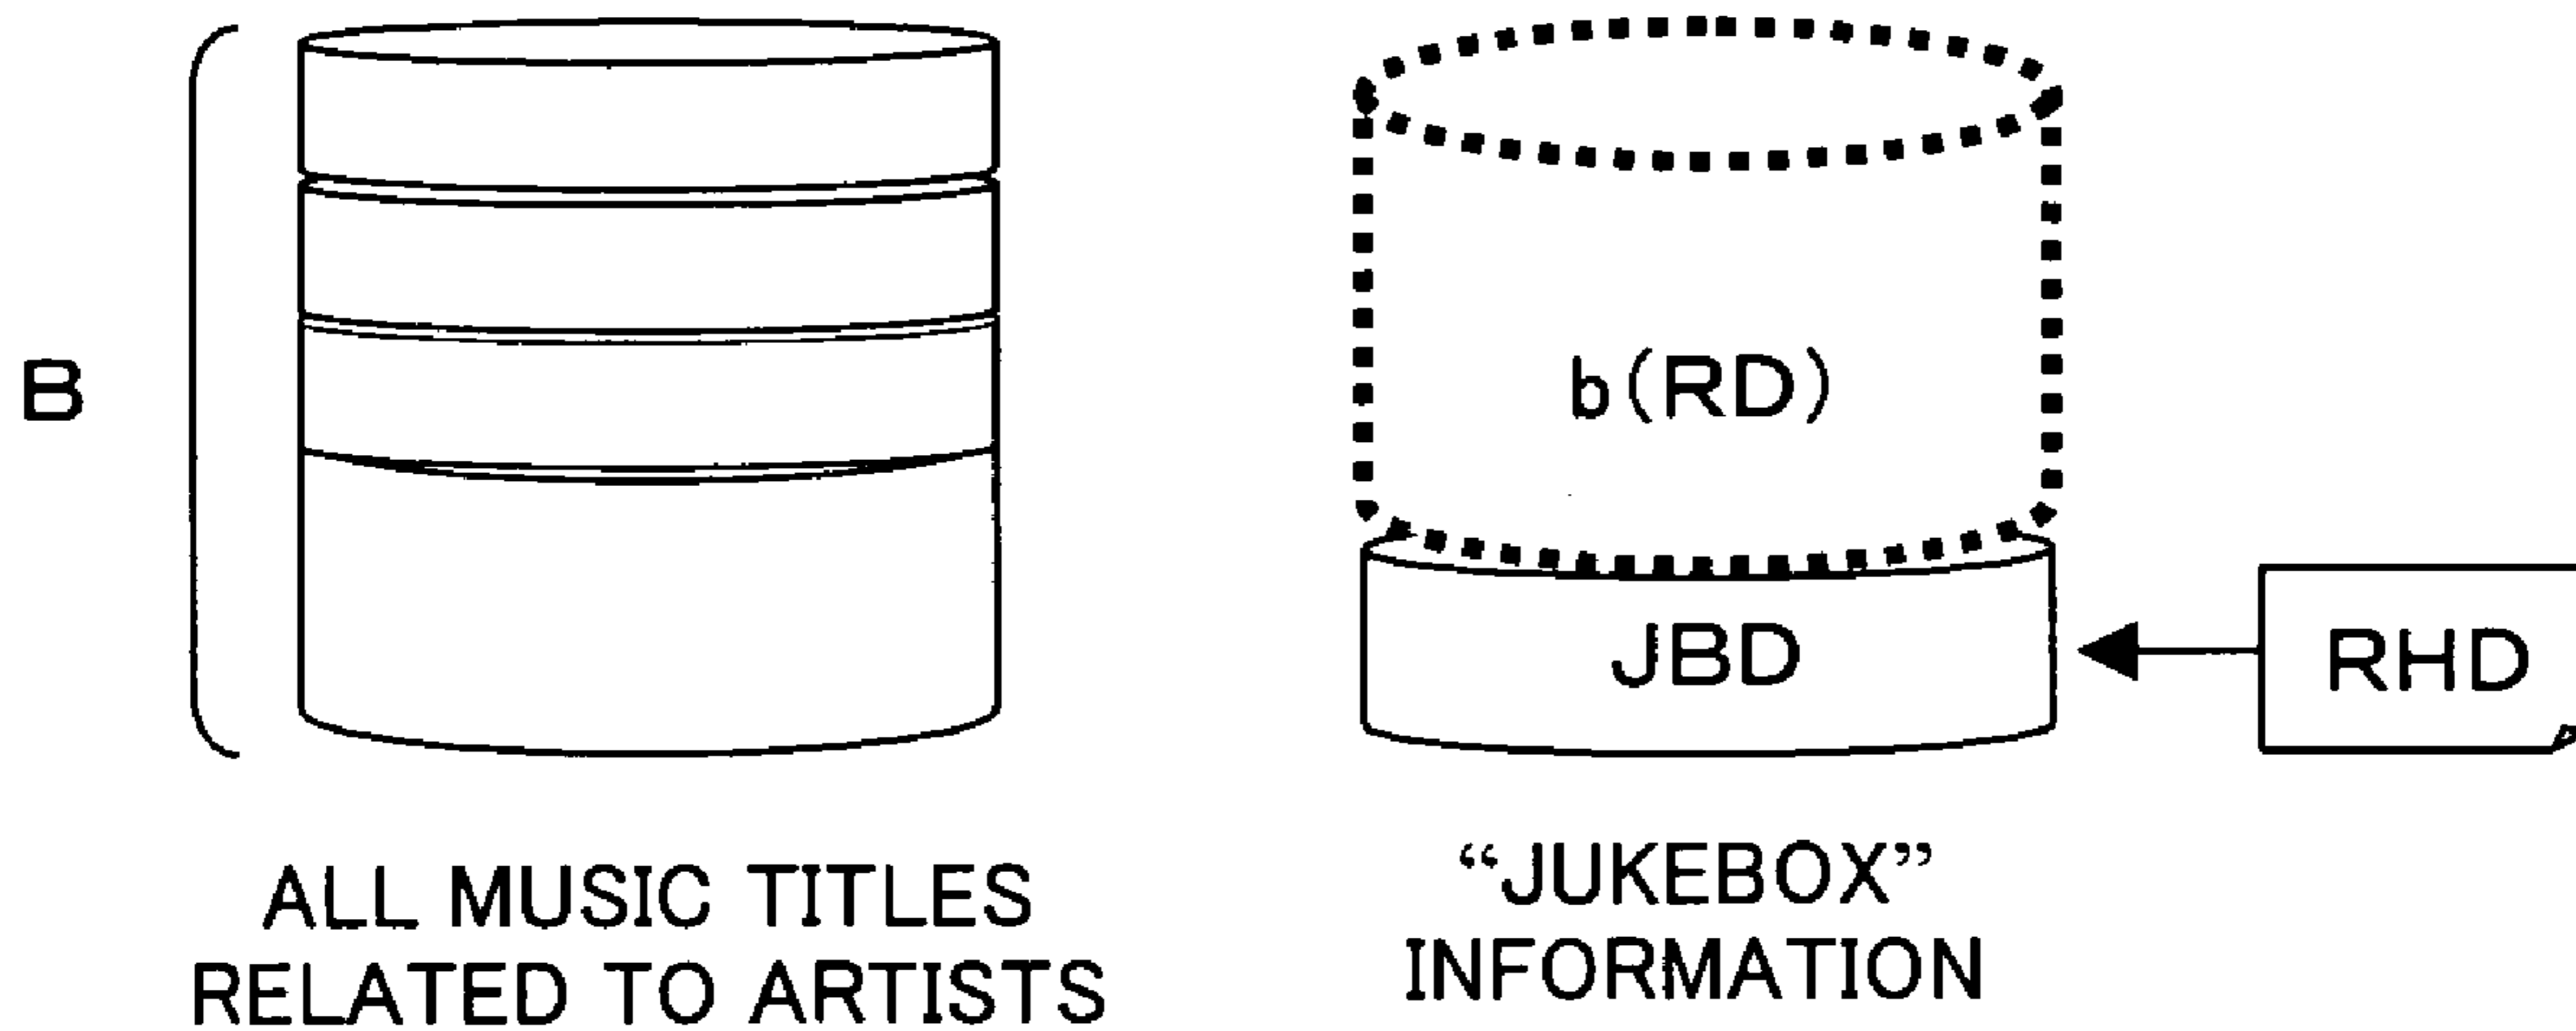 B
b(RD)
JBD
RHD
ALL MUSIC TITLES
RELATED TO ARTISTS
“JUKEBOX”
INFORMATION